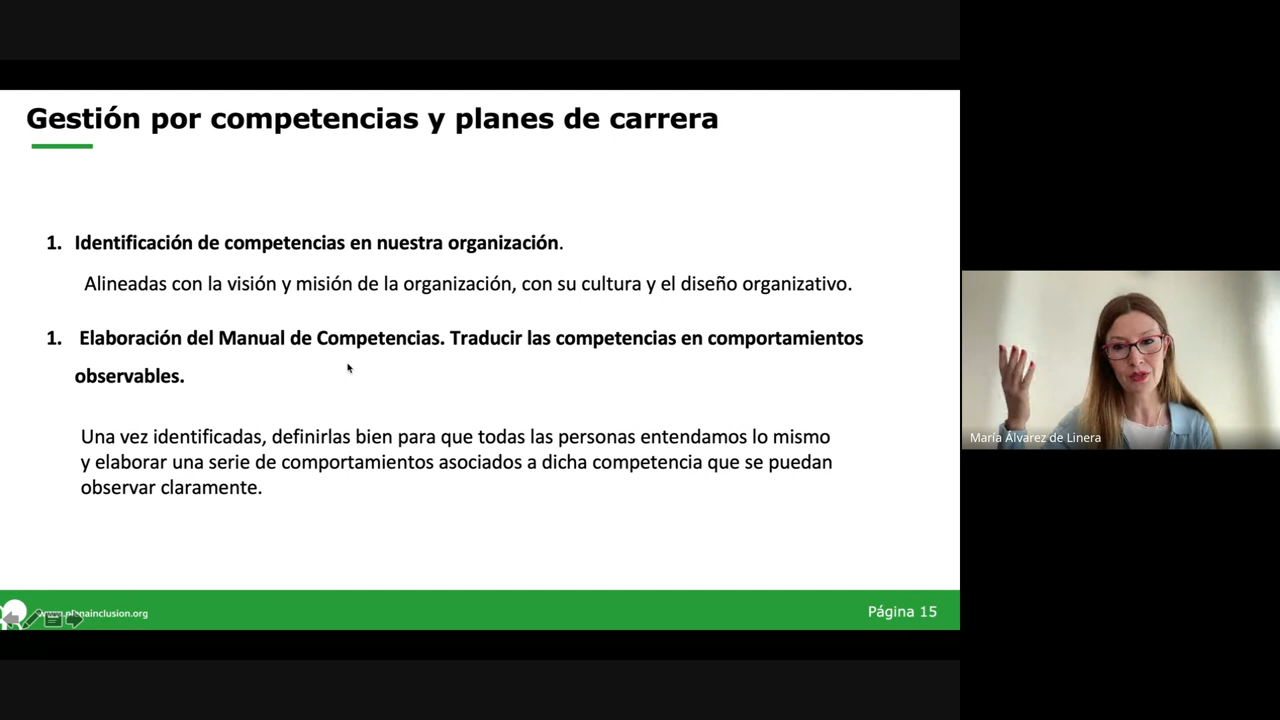 Gestión por competencias y planes de carrera
1. Identificación de competencias en nuestra organización.
Alineadas con la visión y misión de la organización, con su cultura y el diseño organizativo.
1. Elaboración del Manual de Competencias. Traducir las competencias en comportamientos
observables.
Una vez identificadas, definirlas bien para que todas las personas entendamos lo mismo
y elaborar una serie de comportamientos asociados a dicha competencia que se puedan
observar claramente.
www.plenainclusion.org
Página 15
María Álvarez de Linera